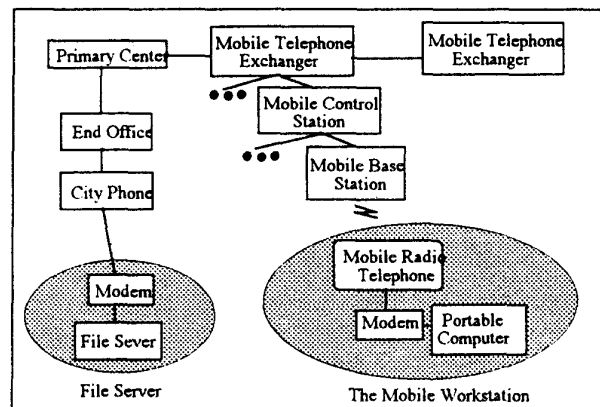 Primary Center
Mobile Telephone
Exchanger
Mobile Telephone
Exchanger
Mobile Control
Station
End Office
Mobile Base
Station
City Phone
Mobile Radio
Telephone
Modem
Modem
Portable
Computer
File Sever
File Server
The Mobile Workstation